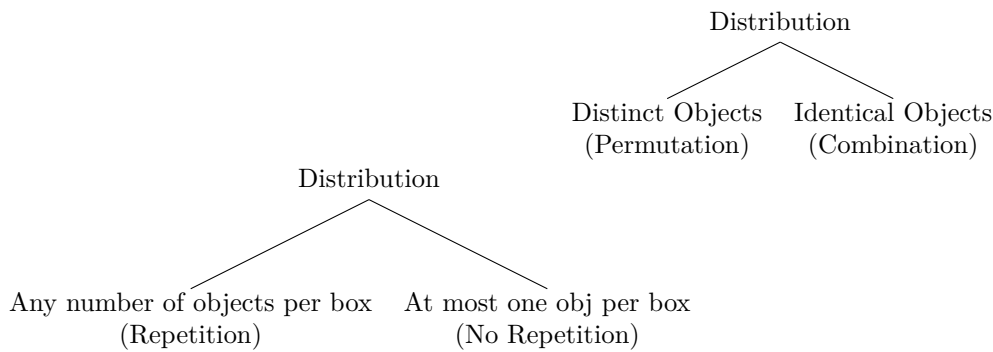 Distribution
Distinct Objects
(Permutation)
Identical Objects
(Combination)
Distribution
Any number of objects per box
(Repetition)
At most one obj per box
(No Repetition)